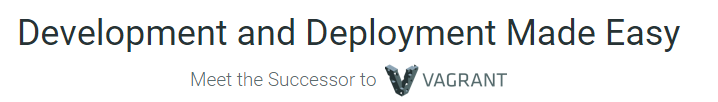 Development and Deployment Made Easy
Meet the Successor to VAGRANT